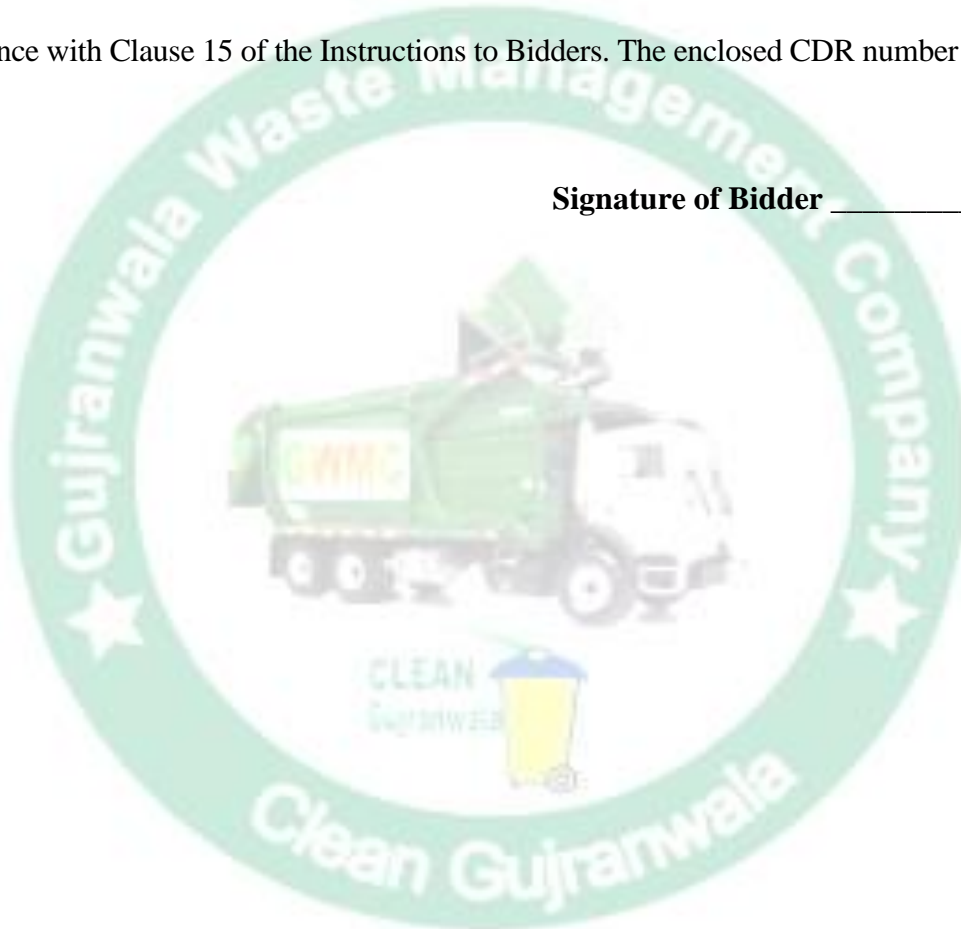 nce with Clause 15 of the Instructions to Bidders. The enclosed CDR number
Signature of Bidder ________
Gujranwala Waste Management Company
GWMC
CLEAN
Gujranwala
Clean Gujranwala